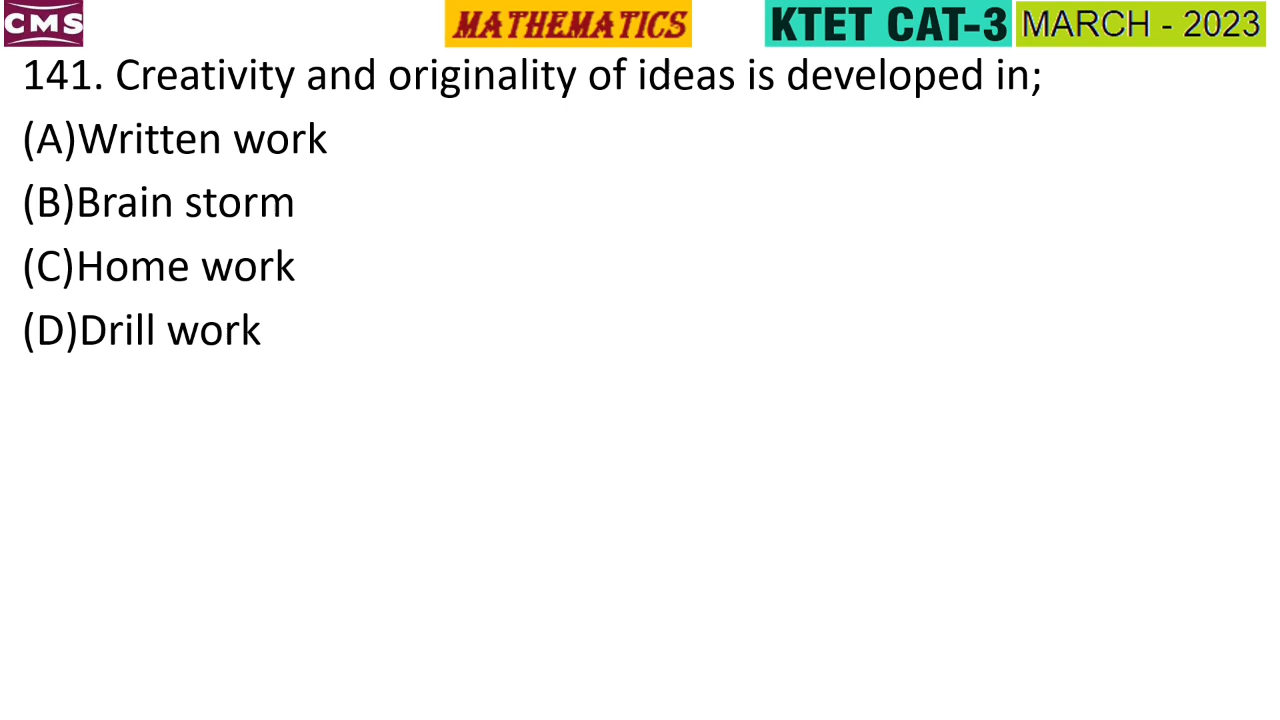 CMS MATHEMATICS KTET CAT-3 MARCH - 2023
141. Creativity and originality of ideas is developed in;
(A)Written work
(B)Brain storm
(C)Home work
(D)Drill work